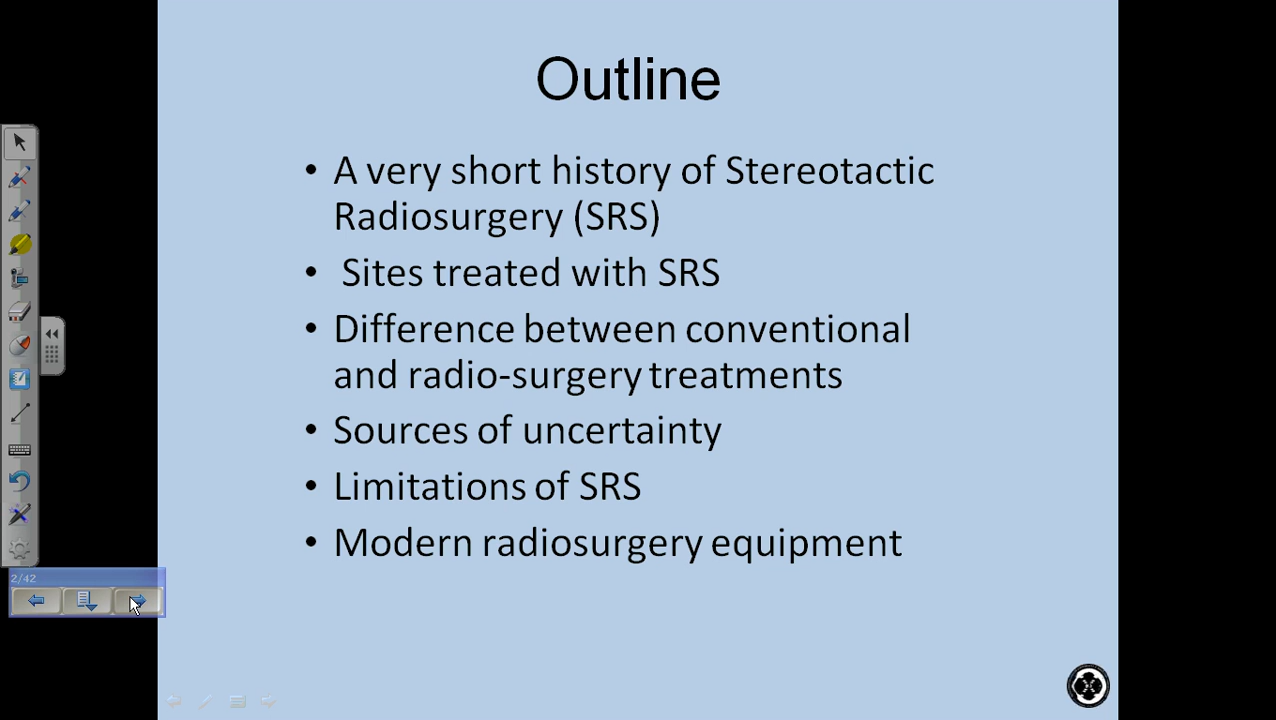 Outline
• A very short history of Stereotactic
Radiosurgery (SRS)
• Sites treated with SRS
• Difference between conventional
and radio-surgery treatments
• Sources of uncertainty
• Limitations of SRS
• Modern radiosurgery equipment
2/42